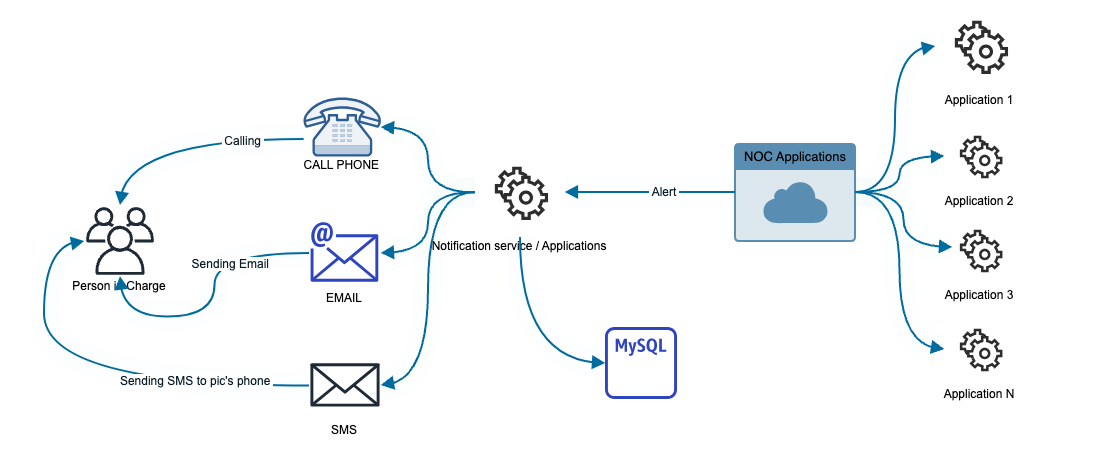 Application 1
Calling
CALL PHONE
NOC Applications
Application 2
Alert
@
Notification service / Applications
Sending Email
Person in Charge
EMAIL
Application 3
MySQL
Sending SMS to pic's phone
Application N
SMS